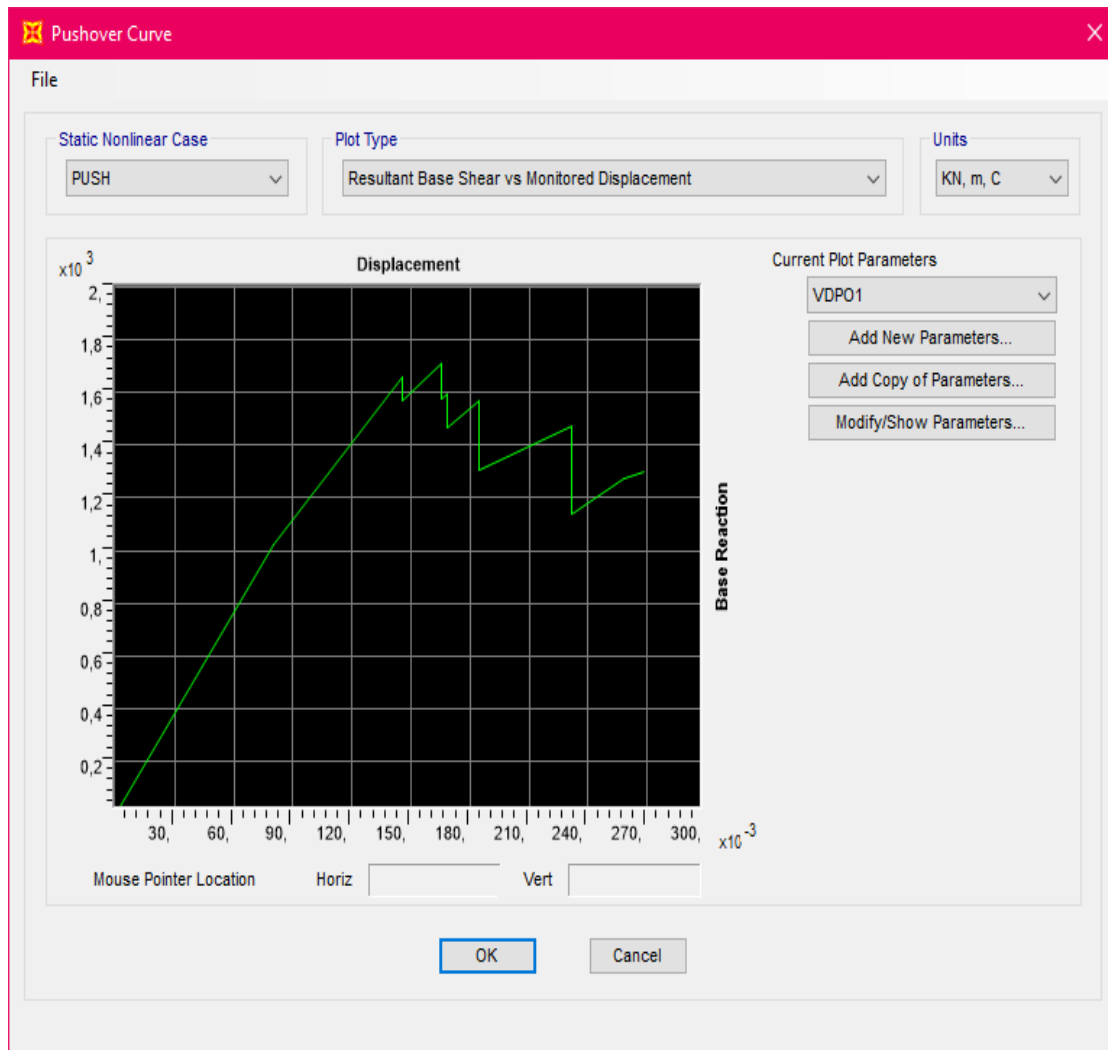 Pushover Curve
File
Static Nonlinear Case
Plot Type
Units
PUSH
Resultant Base Shear vs Monitored Displacement
KN, m, C
x10 3
Displacement
Current Plot Parameters
VDPO1
Add New Parameters...
Add Copy of Parameters...
Modify/Show Parameters...
2,
1,8
1,6
1,4
1,2
1,
0,8
0,6
0,4
0,2
Base Reaction
30, 60, 90, 120, 150, 180, 210, 240, 270, 300,
x10 -3
Mouse Pointer Location Horiz Vert
OK Cancel